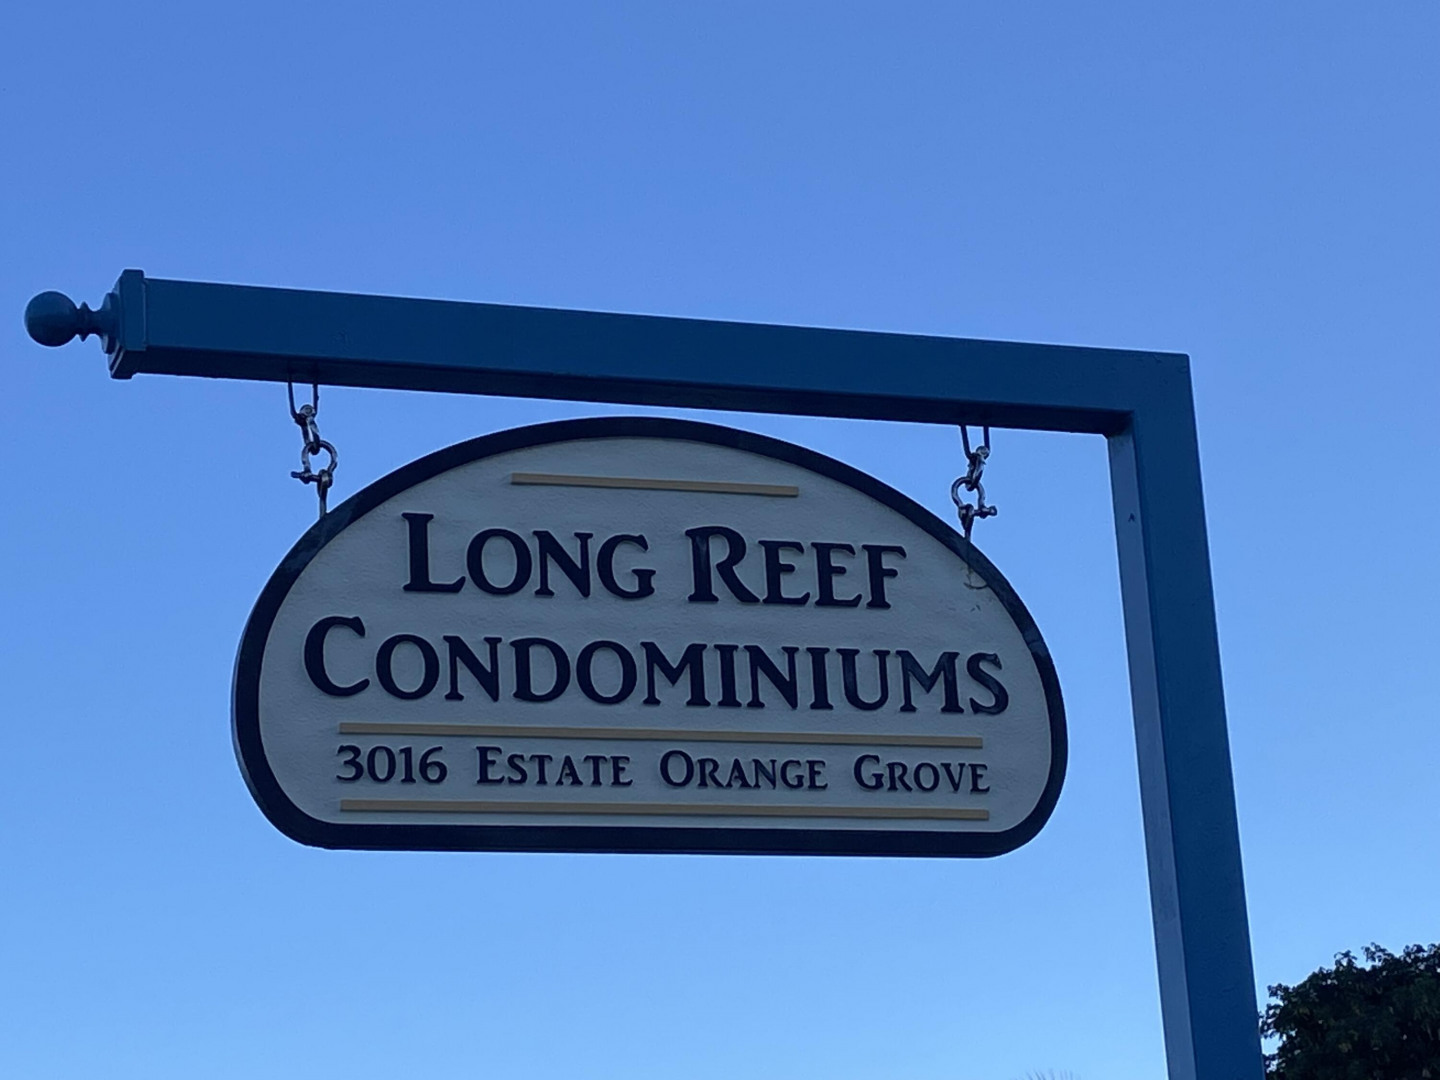 LONG REEF
CONDOMINIUMS
3016 ESTATE ORANGE GROVE